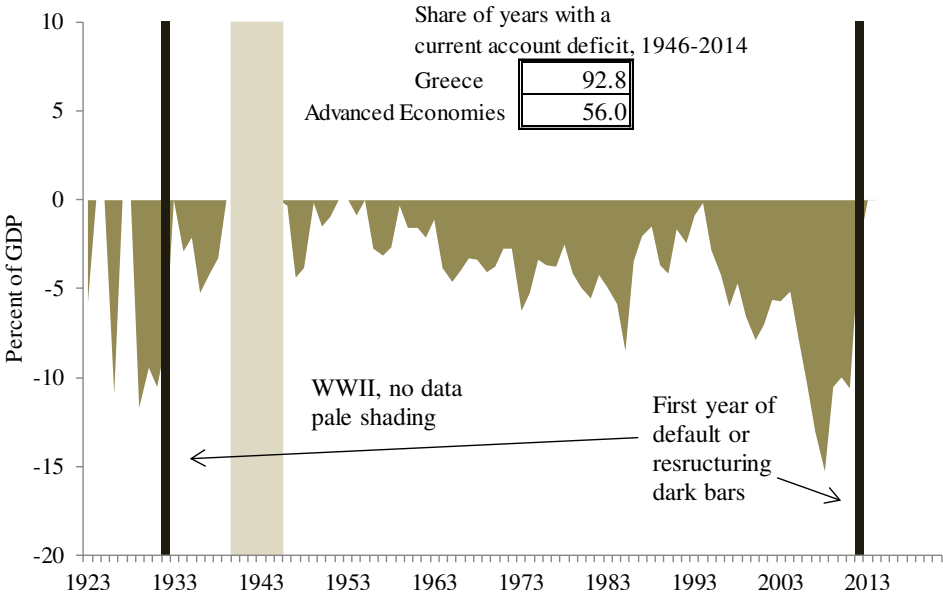 Share of years with a
current account deficit, 1946-2014
Greece 92.8
Advanced Economies 56.0
10
5
0
-5
-10
-15
-20
Percent of GDP
WWII, no data
pale shading
First year of
default or
resructuring
dark bars
1923 1933 1943 1953 1963 1973 1983 1993 2003 2013